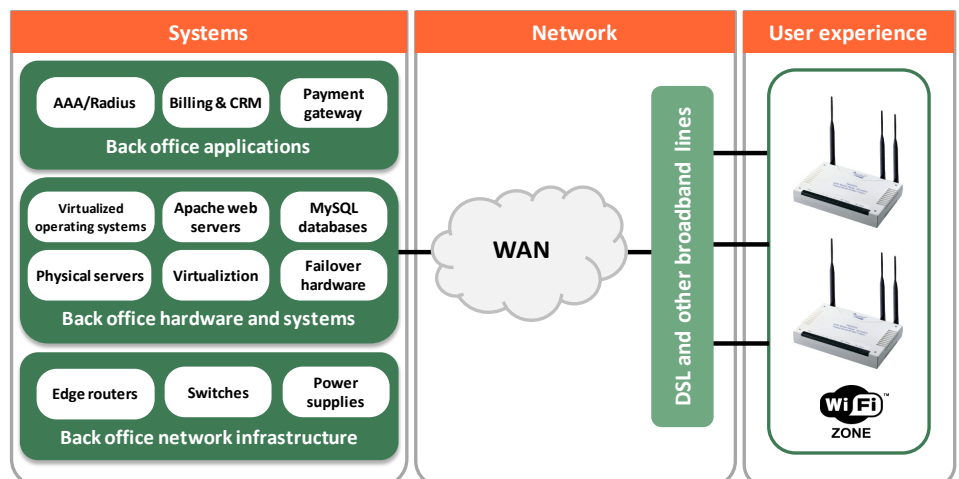 Systems
Network
User experience
AAA/Radius
Billing & CRM
Payment
gateway
Back office applications
Virtualized
operating systems
Apache web
servers
MySQL
databases
Physical servers
Virtualiztion
Failover
hardware
Back office hardware and systems
Edge routers
Switches
Power
supplies
Back office network infrastructure
WAN
DSL and other broadband lines
Wi Fi™
ZONE